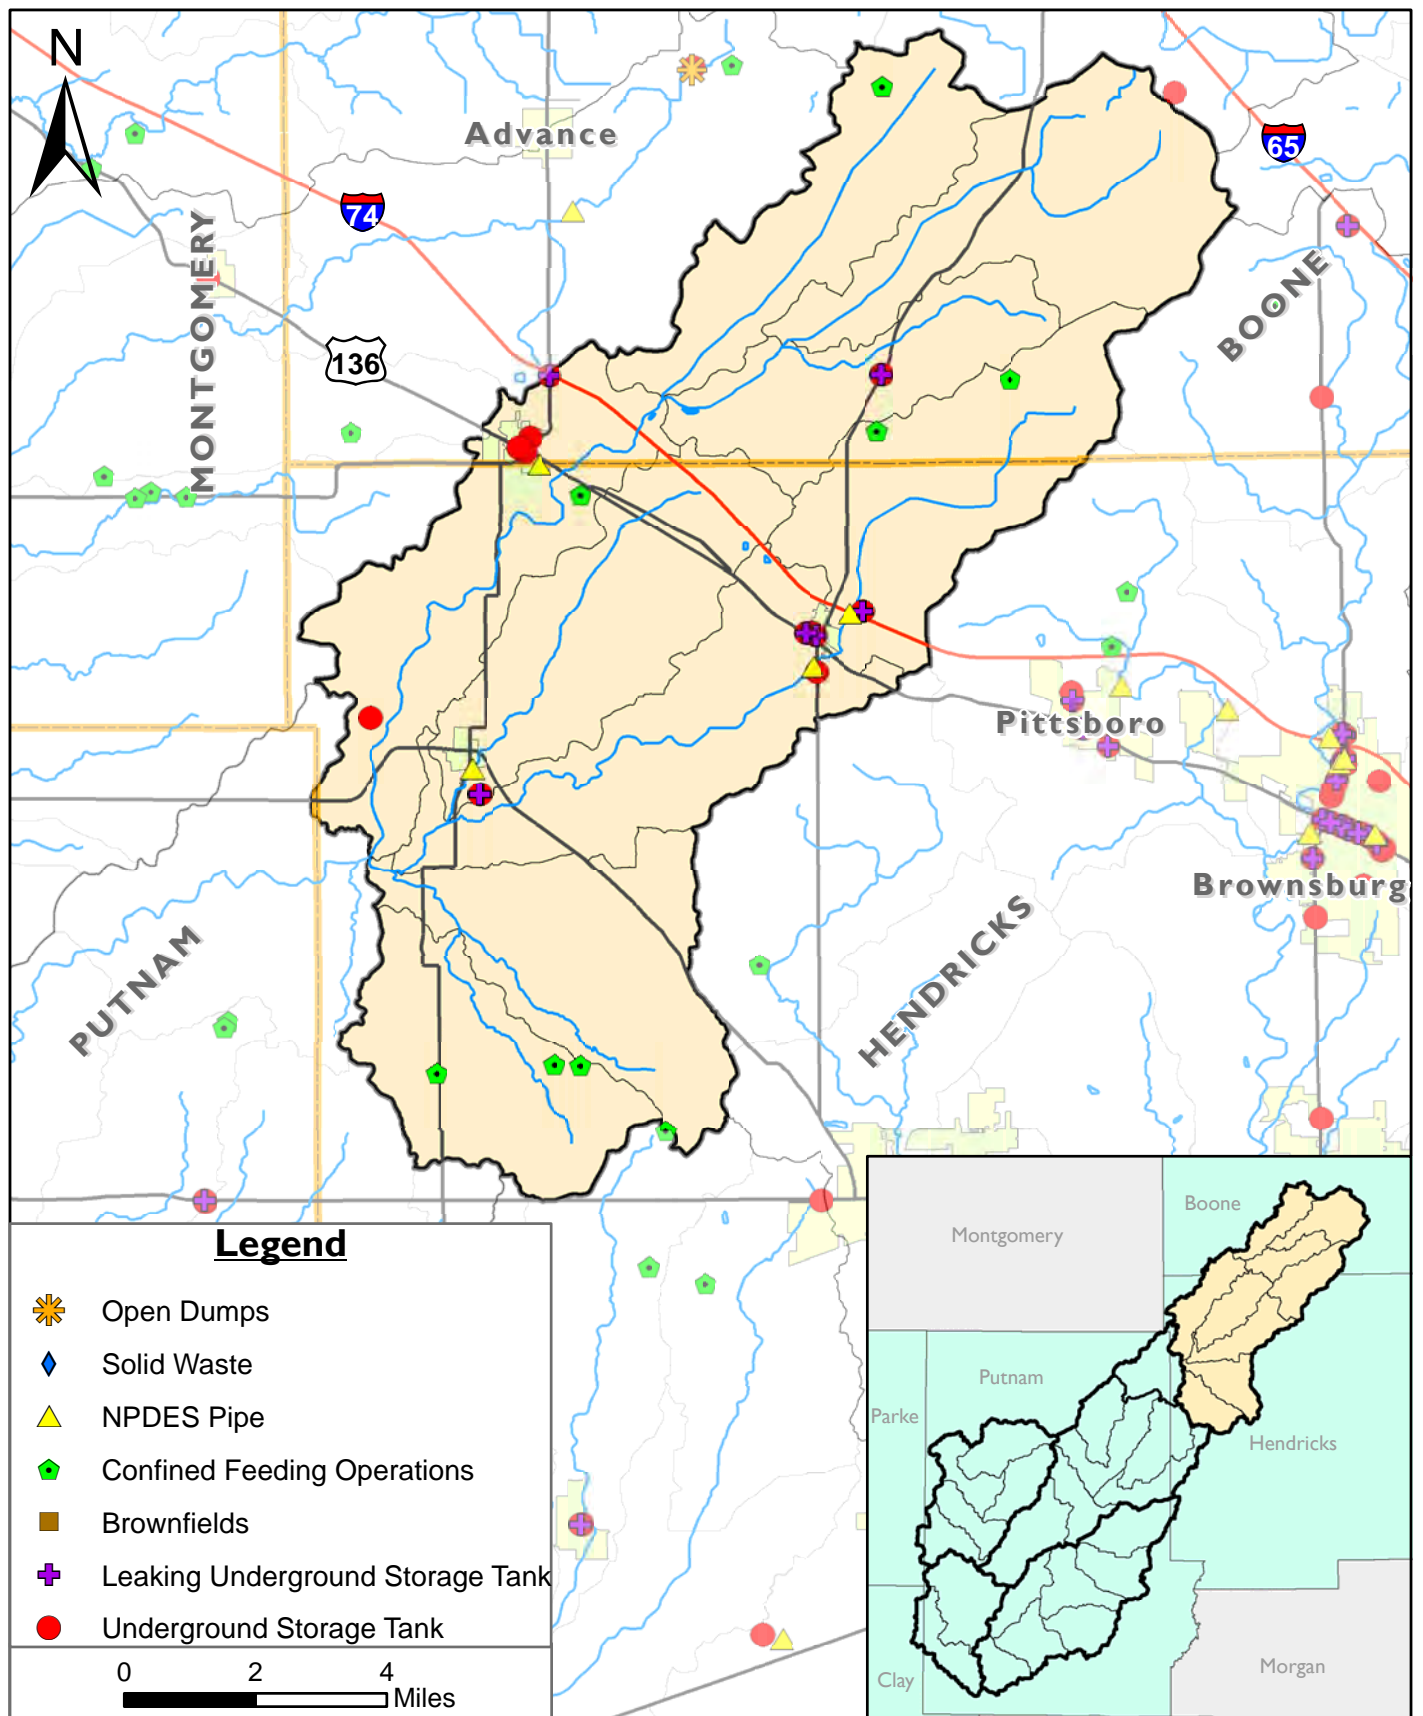 N
Advance
65
74
MONTGOMERY
BOONE
136
Pittsboro
Brownsburg
PUTNAM
HENDRICKS
Legend
Open Dumps
Solid Waste
NPDES Pipe
Confined Feeding Operations
Brownfields
Leaking Underground Storage Tank
Underground Storage Tank
0 2 4
Miles
Boone
Montgomery
Putnam
Parke
Hendricks
Clay
Morgan